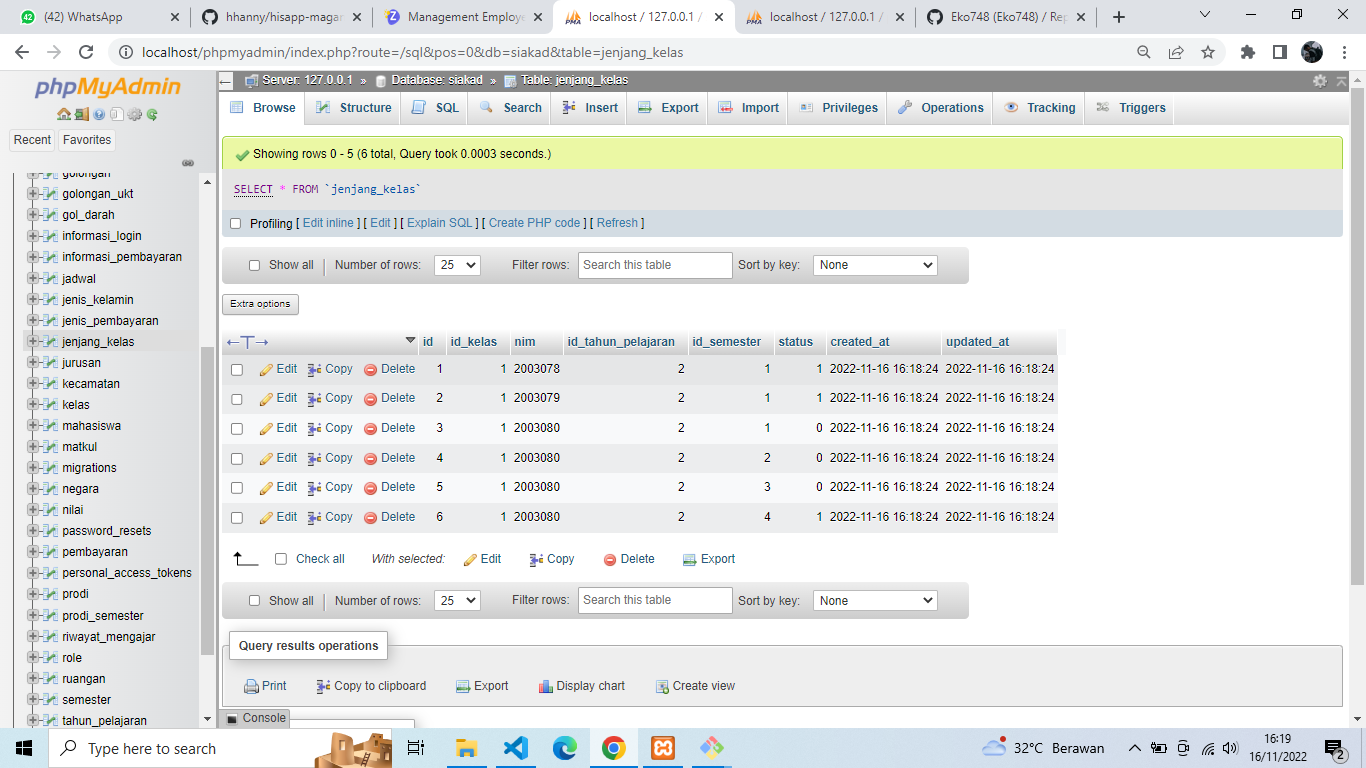 (42) WhatsApp
hhanny/hisapp-magan
Management Employe
localhost / 127.0.0.1 /
localhost / 127.0.0.1 /
Eko748 (Eko748) / Rep
localhost/phpmyadmin/index.php?route=/sql&pos=0&db=siakad&table=jenjang_kelas
phpMyAdmin
Recent Favorites
golongan
golongan_ukt
gol_darah
informasi_login
informasi_pembayaran
jadwal
jenis_kelamin
jenis_pembayaran
jenjang_kelas
jurusan
kecamatan
kelas
mahasiswa
matkul
migrations
negara
nilai
password_resets
pembayaran
personal_access_tokens
prodi
prodi_semester
riwayat_mengajar
role
ruangan
semester
tahun_pelajaran
Server: 127.0.0.1 » Database: siakad » Table: jenjang_kelas
Browse Structure SQL Search Insert Export Import Privileges Operations Tracking Triggers
Showing rows 0 - 5 (6 total, Query took 0.0003 seconds.)
SELECT * FROM `jenjang_kelas`
Profiling [ Edit inline ] [ Edit ] [ Explain SQL ] [ Create PHP code ] [ Refresh ]
Show all | Number of rows: 25 Filter rows: Search this table Sort by key: None
Extra options
←T→ id id_kelas nim id_tahun_pelajaran id_semester status created_at updated_at
Edit Copy Delete 1 1 2003078 2 1 1 2022-11-16 16:18:24 2022-11-16 16:18:24
Edit Copy Delete 2 1 2003079 2 1 1 2022-11-16 16:18:24 2022-11-16 16:18:24
Edit Copy Delete 3 1 2003080 2 1 0 2022-11-16 16:18:24 2022-11-16 16:18:24
Edit Copy Delete 4 1 2003080 2 2 0 2022-11-16 16:18:24 2022-11-16 16:18:24
Edit Copy Delete 5 1 2003080 2 3 0 2022-11-16 16:18:24 2022-11-16 16:18:24
Edit Copy Delete 6 1 2003080 2 4 1 2022-11-16 16:18:24 2022-11-16 16:18:24
Check all With selected: Edit Copy Delete Export
Show all | Number of rows: 25 Filter rows: Search this table Sort by key: None
Query results operations
Print Copy to clipboard Export Display chart Create view
Console
Type here to search
32°C Berawan
16:19
16/11/2022
2